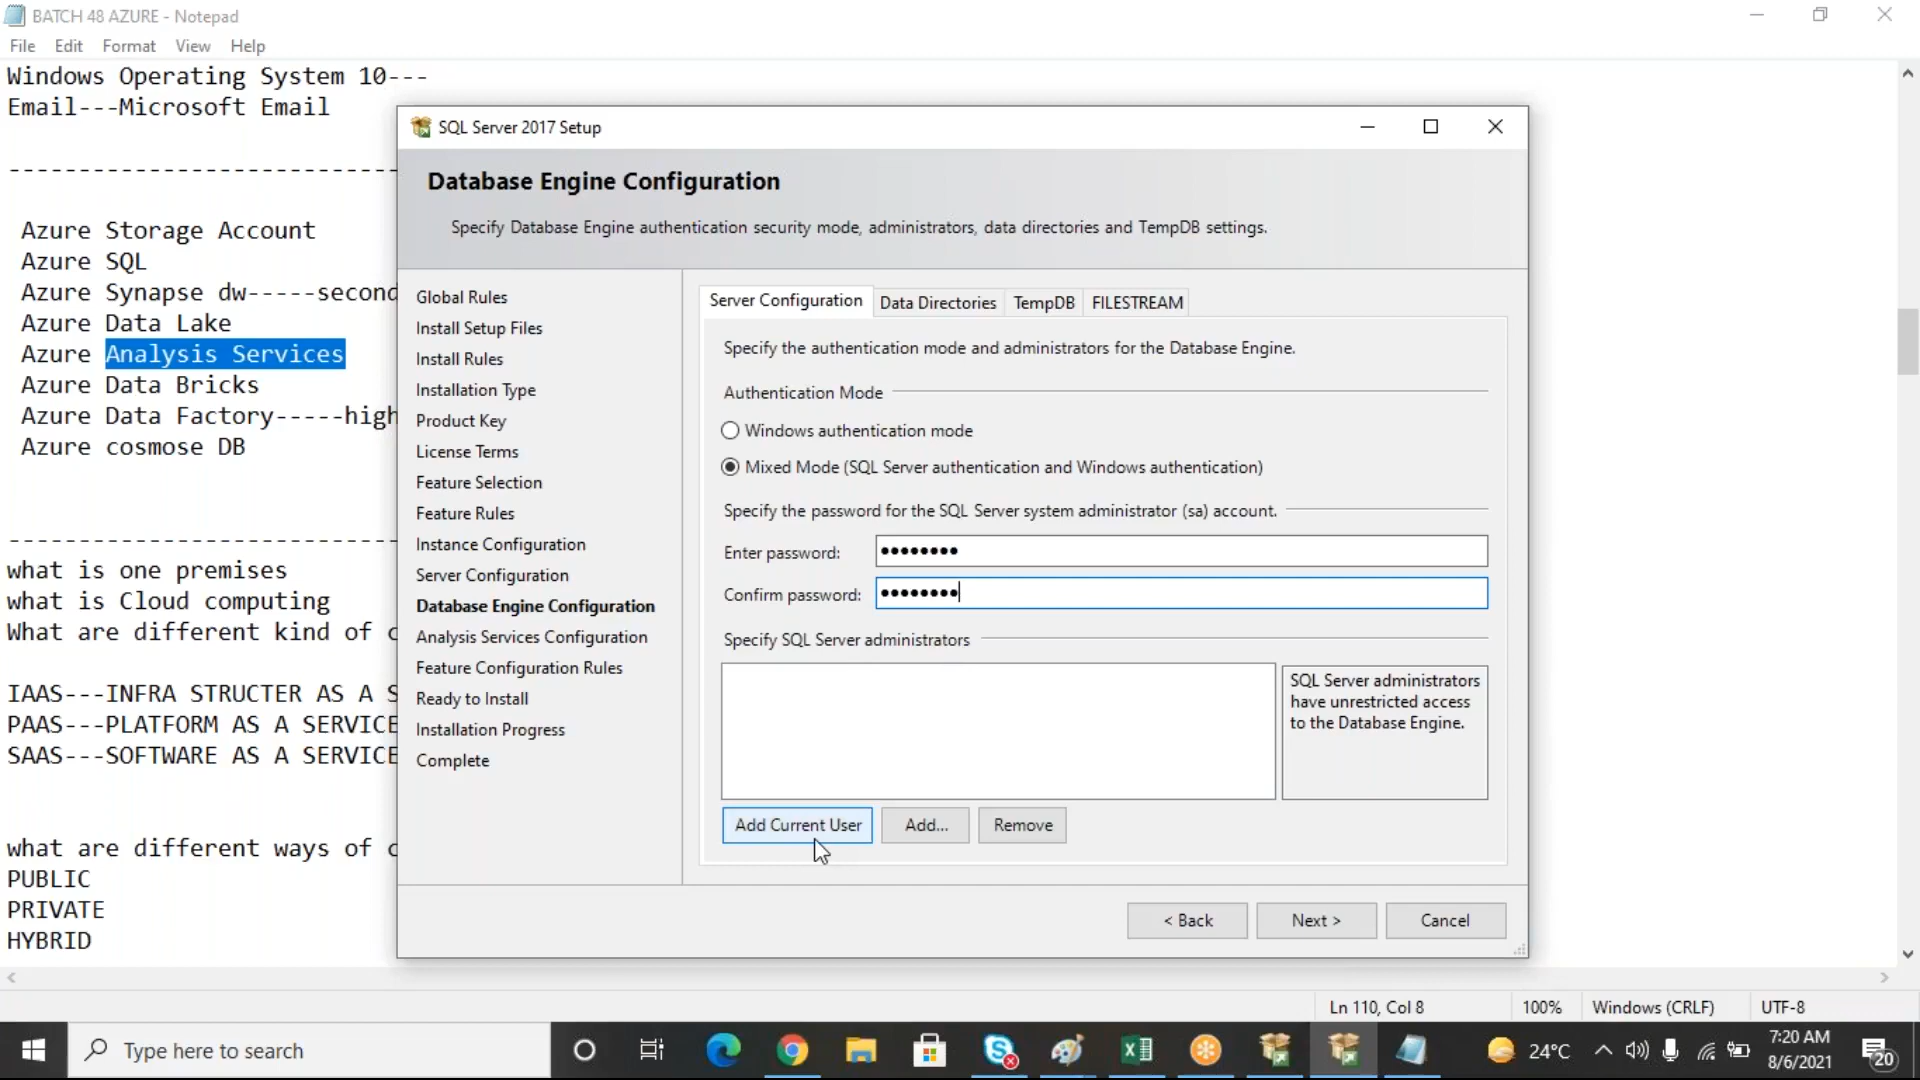 BATCH 48 AZURE - Notepad
File Edit Format View Help
Windows Operating System 10---
Email---Microsoft Email
--------------------------------
Azure Storage Account
Azure SQL
Azure Synapse dw-----second
Azure Data Lake
Azure Analysis Services
Azure Data Bricks
Azure Data Factory-----high
Azure cosmose DB
--------------------------------
what is one premises
what is Cloud computing
What are different kind of c
IAAS---INFRA STRUCTER AS A S
PAAS---PLATFORM AS A SERVICE
SAAS---SOFTWARE AS A SERVICE
what are different ways of c
PUBLIC
PRIVATE
HYBRID
SQL Server 2017 Setup
Database Engine Configuration
Specify Database Engine authentication security mode, administrators, data directories and TempDB settings.
Global Rules
Install Setup Files
Install Rules
Installation Type
Product Key
License Terms
Feature Selection
Feature Rules
Instance Configuration
Server Configuration
Database Engine Configuration
Analysis Services Configuration
Feature Configuration Rules
Ready to Install
Installation Progress
Complete
Server Configuration Data Directories TempDB FILESTREAM
Specify the authentication mode and administrators for the Database Engine.
Authentication Mode
Windows authentication mode
Mixed Mode (SQL Server authentication and Windows authentication)
Specify the password for the SQL Server system administrator (sa) account.
Enter password: ●●●●●●●●
Confirm password: ●●●●●●●●
Specify SQL Server administrators
SQL Server administrators
have unrestricted access
to the Database Engine.
Add Current User Add... Remove
< Back Next > Cancel
Ln 110, Col 8 100% Windows (CRLF) UTF-8
Type here to search
24°C
7:20 AM
8/6/2021
20